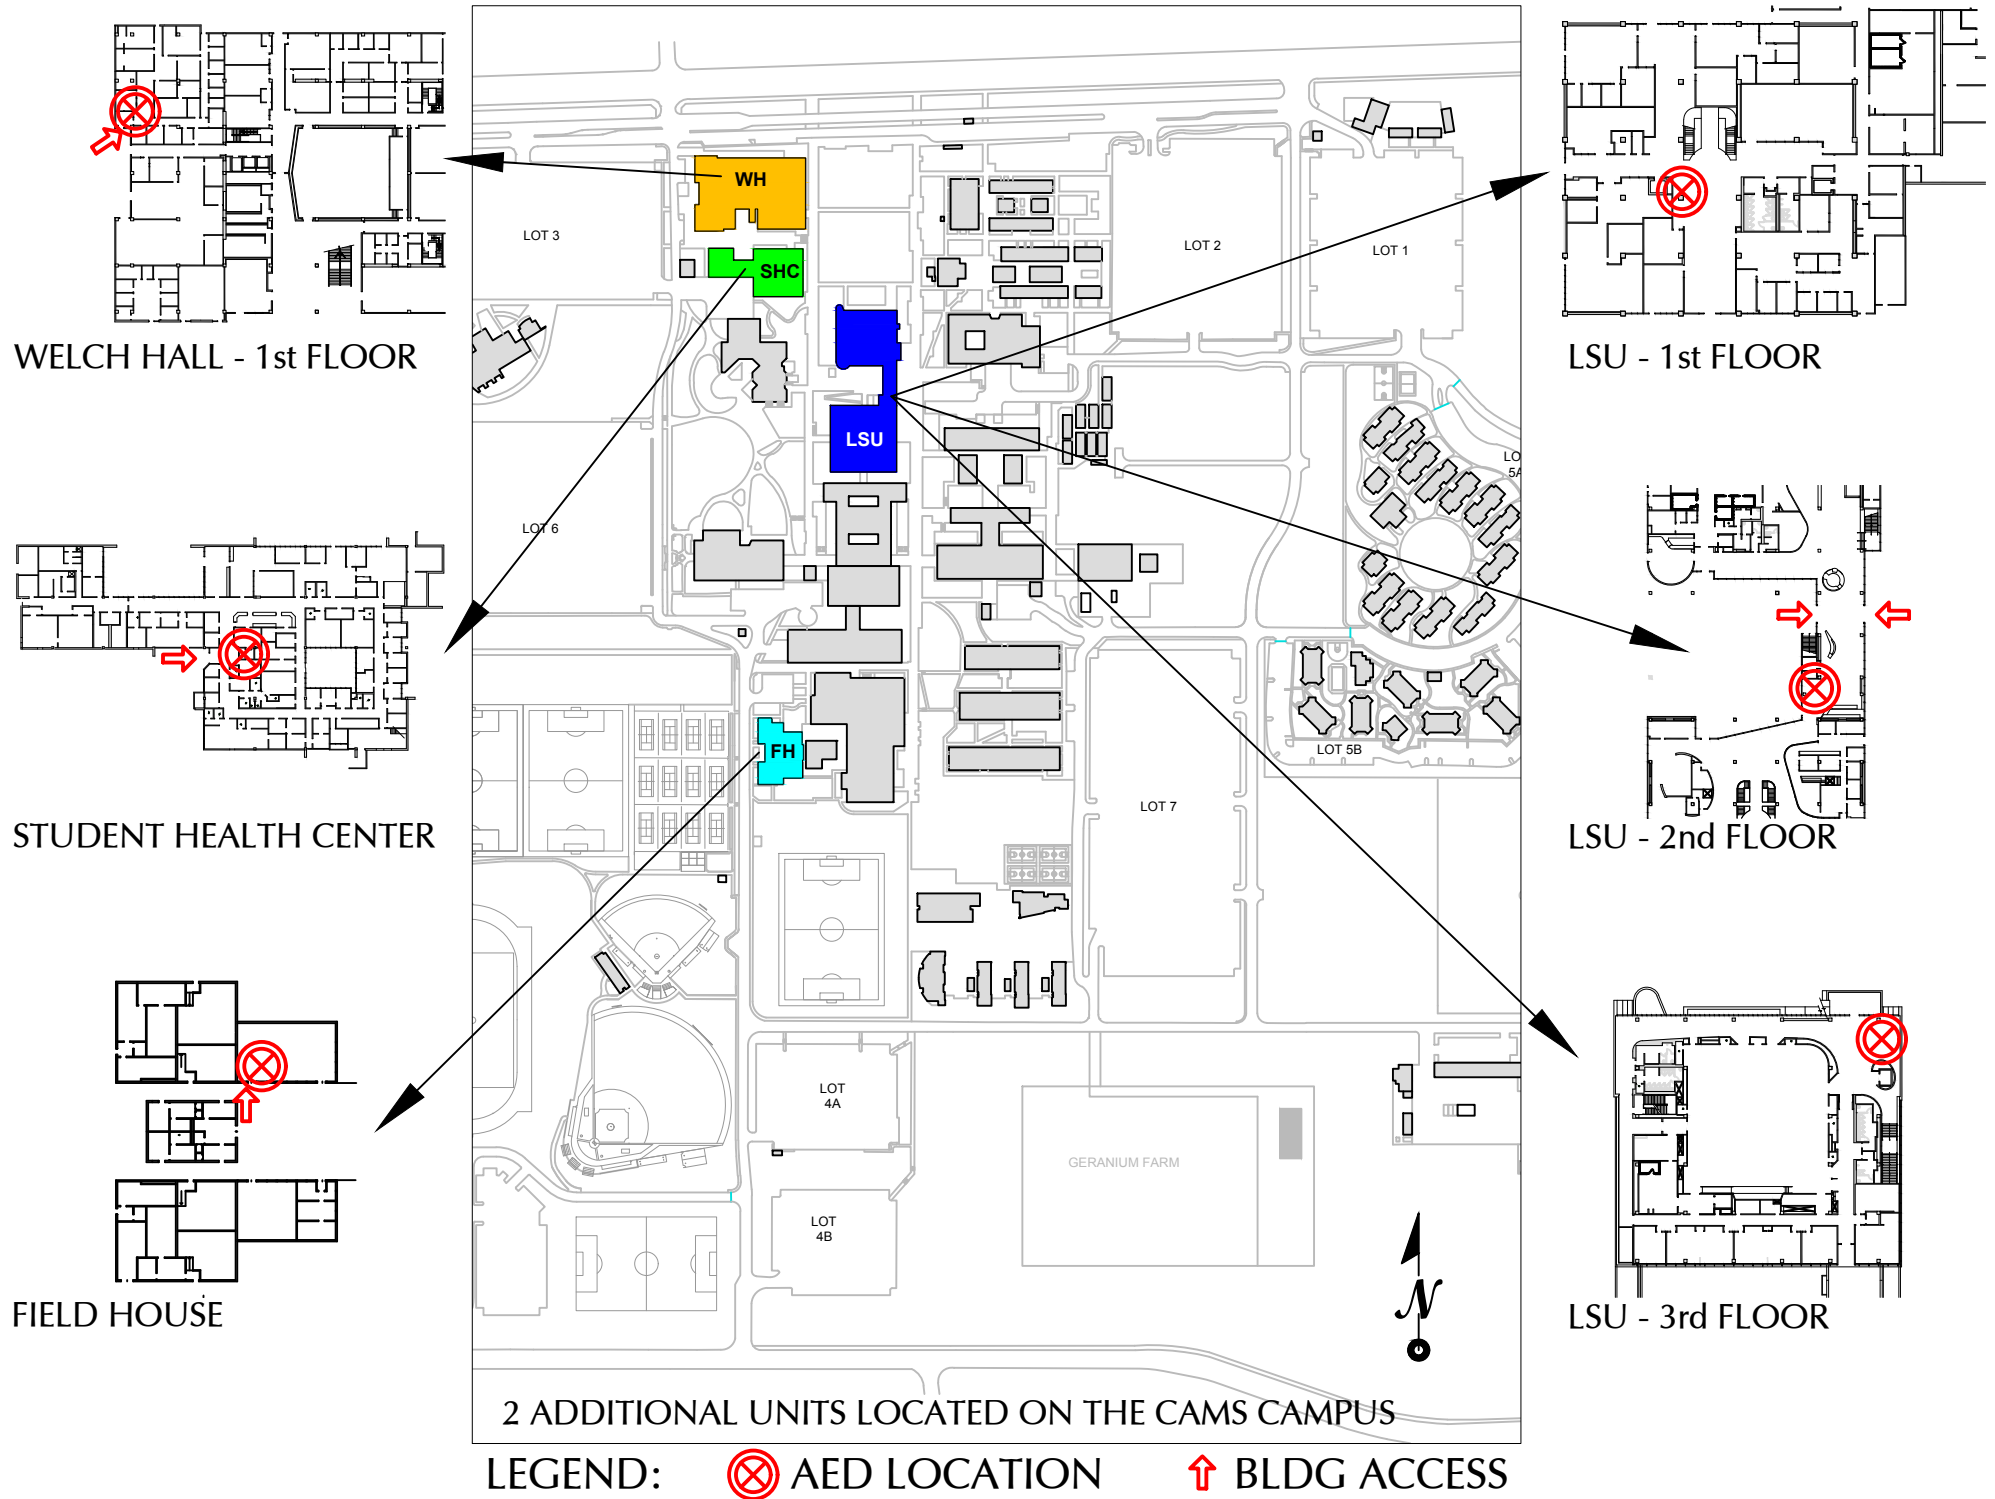 WELCH HALL - 1st FLOOR
STUDENT HEALTH CENTER
FIELD HOUSE
WH
SHC
LSU
FH
LOT 3
LOT 2
LOT 1
LOT 6
LO
5A
LOT 5B
LOT 7
LOT
4A
LOT
4B
GERANIUM FARM
N
LSU - 1st FLOOR
LSU - 2nd FLOOR
LSU - 3rd FLOOR
2 ADDITIONAL UNITS LOCATED ON THE CAMS CAMPUS
LEGEND: AED LOCATION BLDG ACCESS